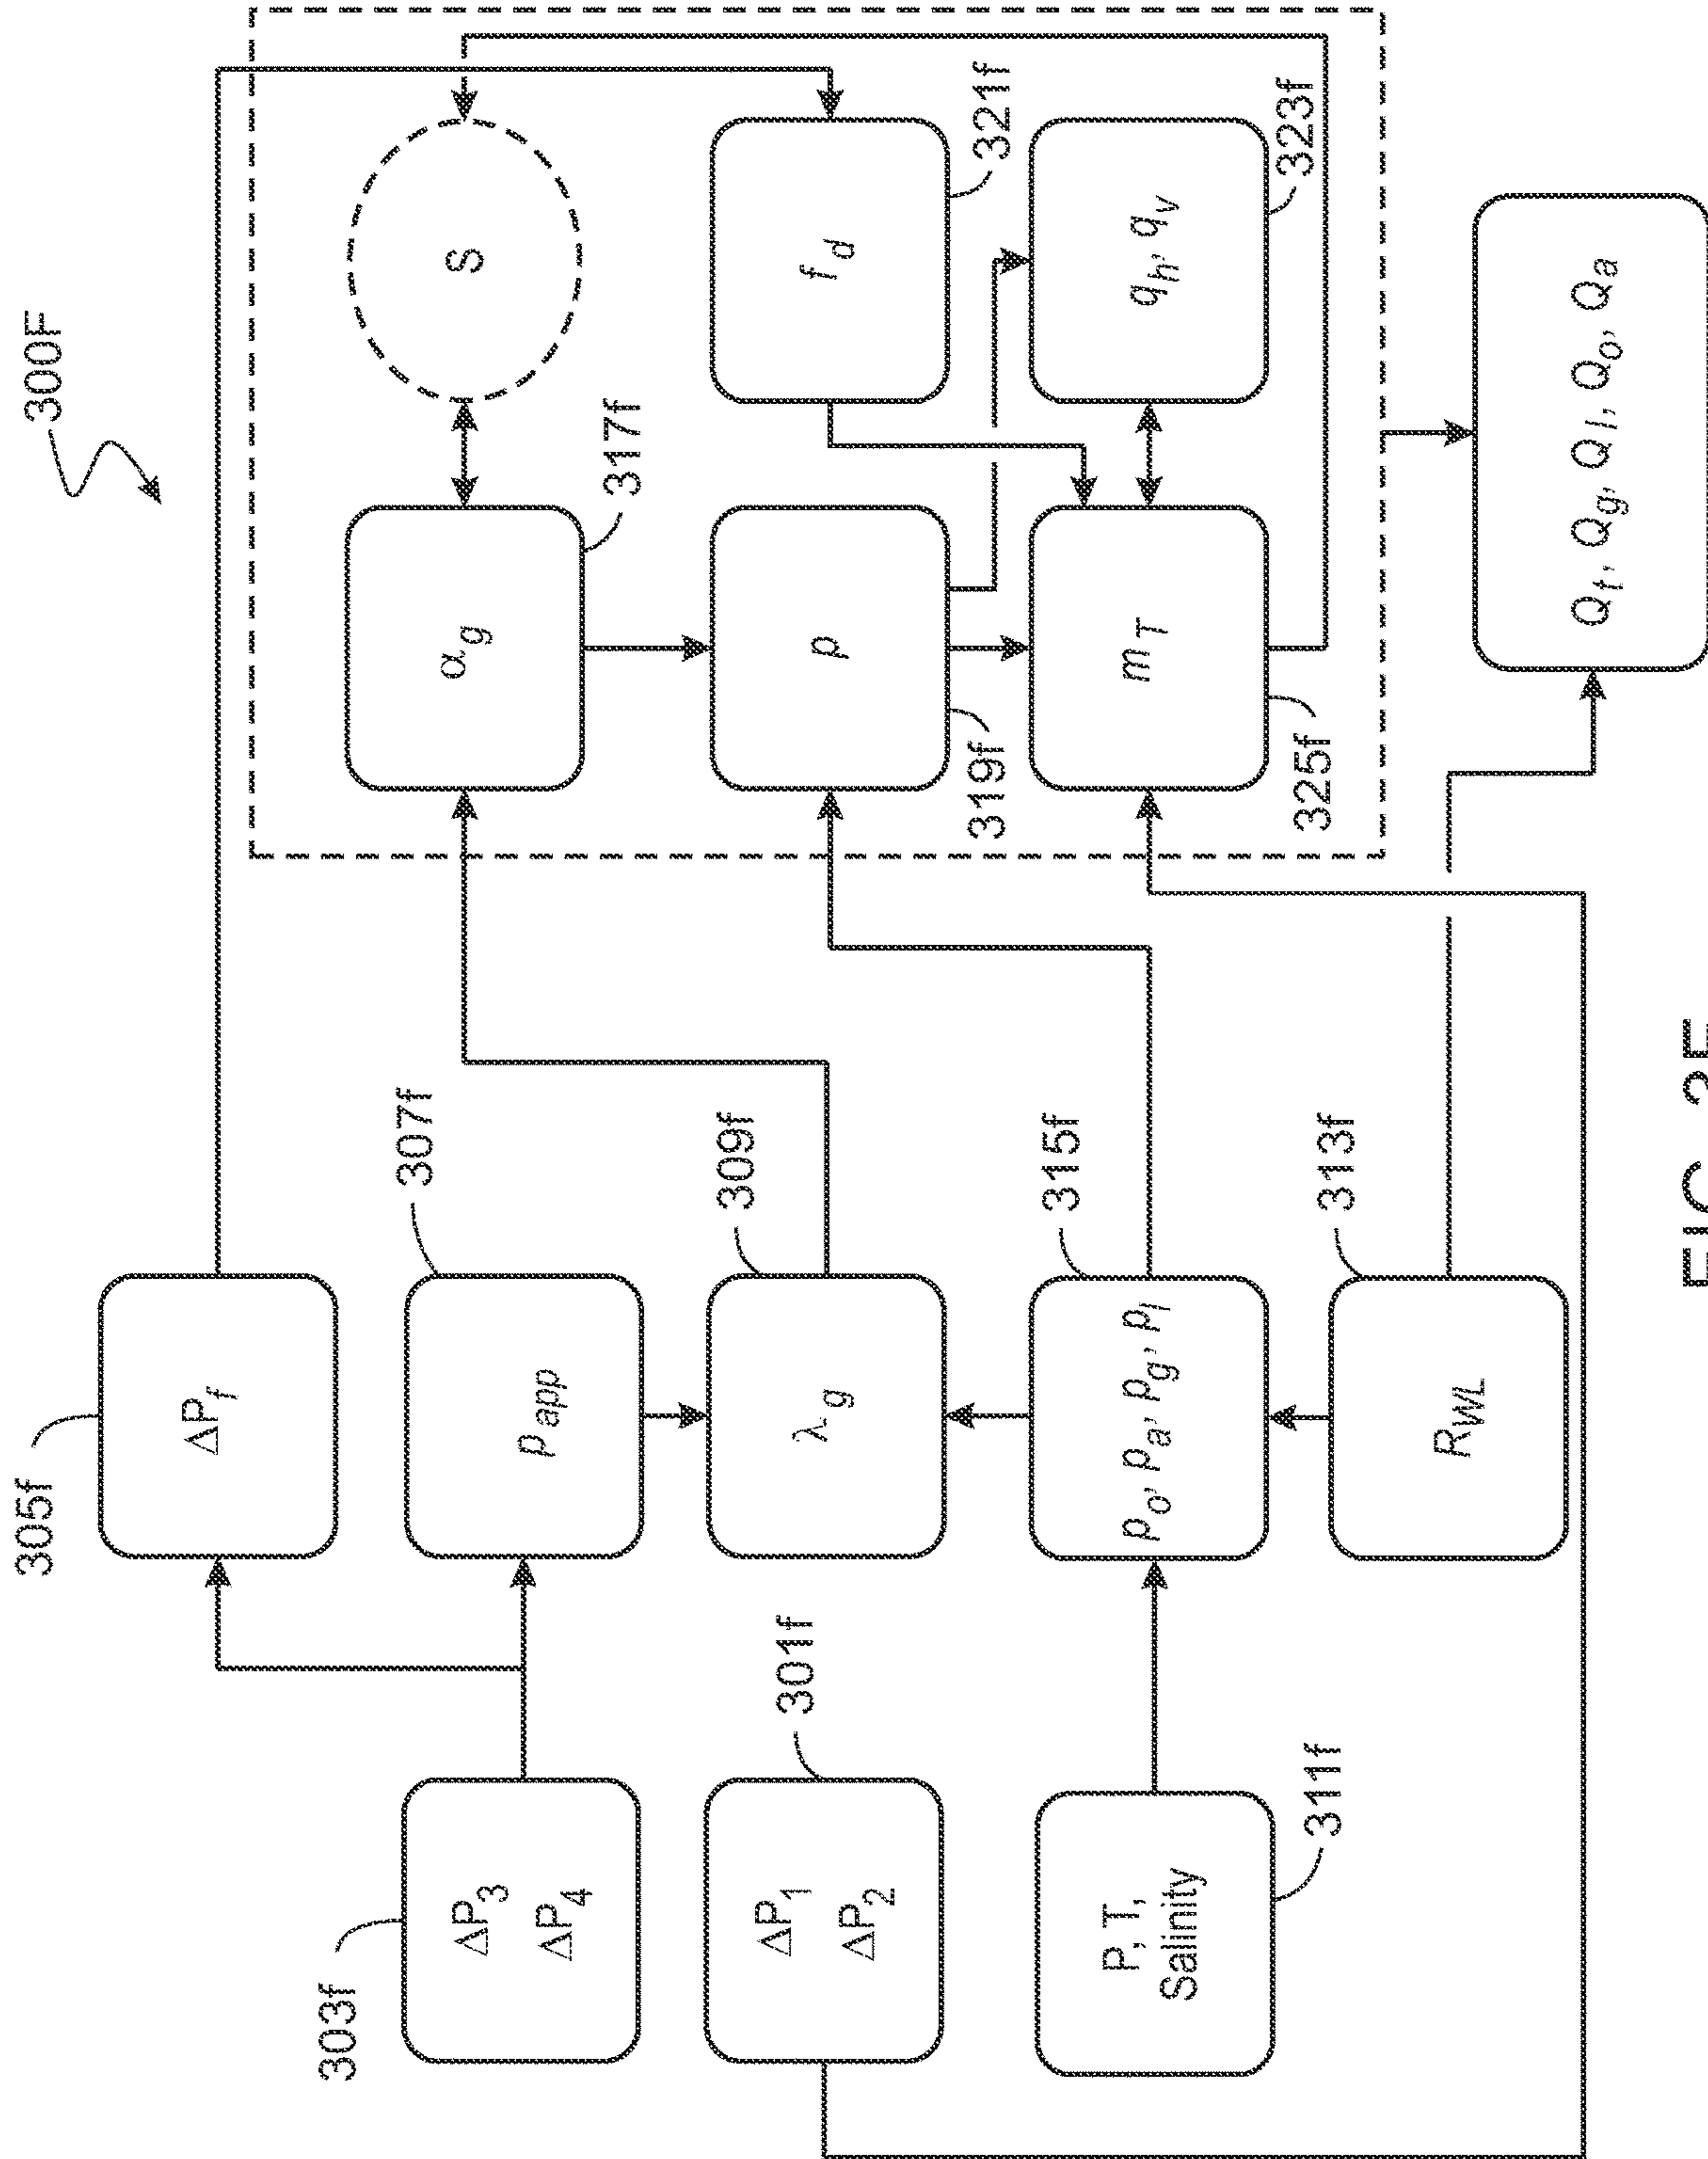 300F
303f
ΔP3
ΔP4
301f
ΔP1
ΔP2
311f
P, T,
Salinity
305f
ΔPf
307f
ρapp
309f
λg
315f
ρo, ρa, ρg, ρl
313f
RWL
αg
317f
S
ρ
319f
fd
321f
mT
325f
qh, qv
323f
Qt, Qg, Ql, Qo, Qa